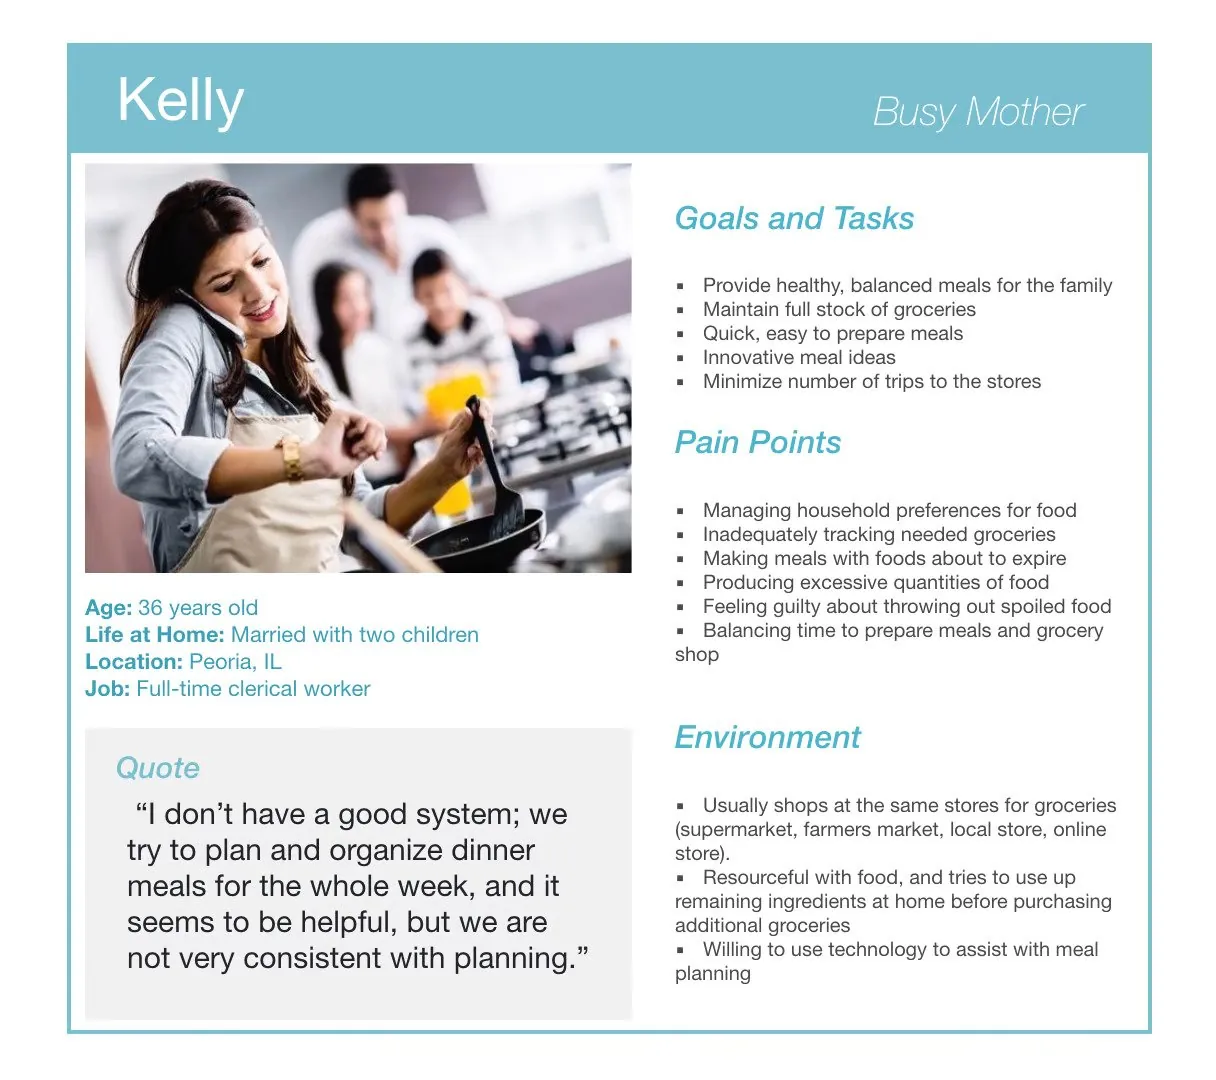 Kelly
Busy Mother
Age: 36 years old
Life at Home: Married with two children
Location: Peoria, IL
Job: Full-time clerical worker
Quote
“I don’t have a good system; we
try to plan and organize dinner
meals for the whole week, and it
seems to be helpful, but we are
not very consistent with planning.”
Goals and Tasks
▪ Provide healthy, balanced meals for the family
▪ Maintain full stock of groceries
▪ Quick, easy to prepare meals
▪ Innovative meal ideas
▪ Minimize number of trips to the stores
Pain Points
▪ Managing household preferences for food
▪ Inadequately tracking needed groceries
▪ Making meals with foods about to expire
▪ Producing excessive quantities of food
▪ Feeling guilty about throwing out spoiled food
▪ Balancing time to prepare meals and grocery
shop
Environment
▪ Usually shops at the same stores for groceries
(supermarket, farmers market, local store, online
store).
▪ Resourceful with food, and tries to use up
remaining ingredients at home before purchasing
additional groceries
▪ Willing to use technology to assist with meal
planning